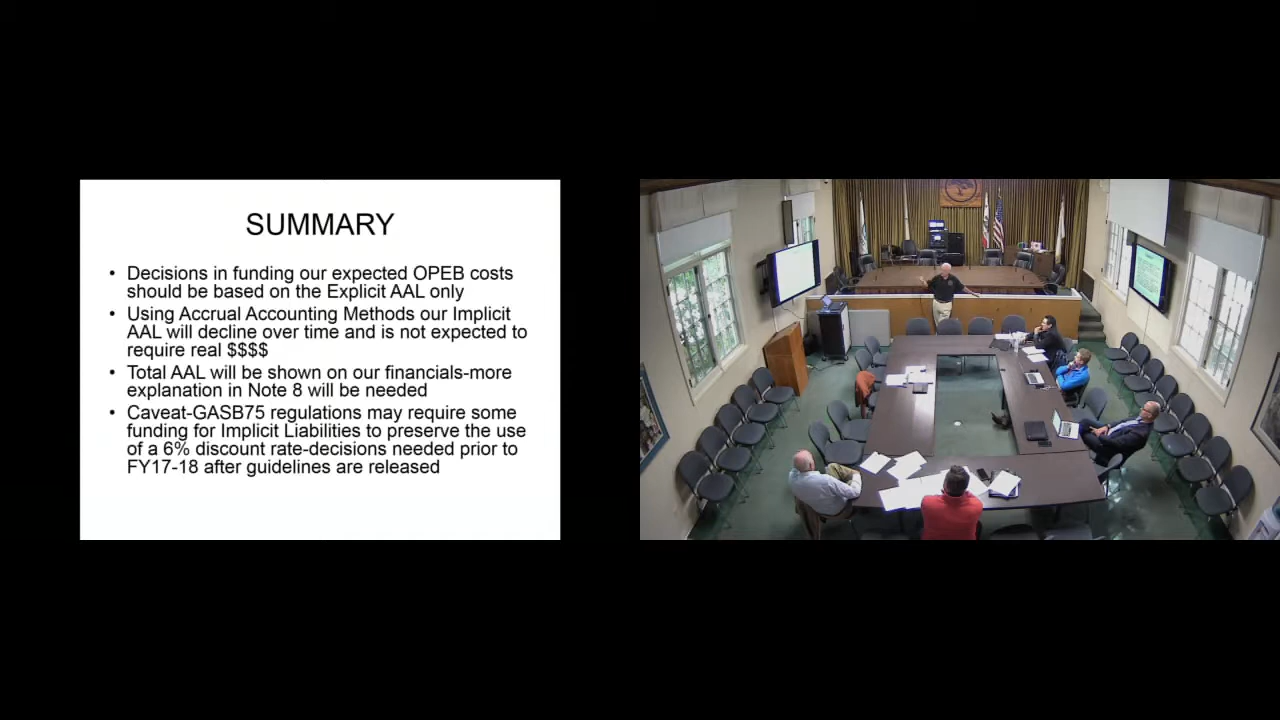 SUMMARY
• Decisions in funding our expected OPEB costs
should be based on the Explicit AAL only
• Using Accrual Accounting Methods our Implicit
AAL will decline over time and is not expected to
require real $$$$
• Total AAL will be shown on our financials-more
explanation in Note 8 will be needed
• Caveat-GASB75 regulations may require some
funding for Implicit Liabilities to preserve the use
of a 6% discount rate-decisions needed prior to
FY17-18 after guidelines are released